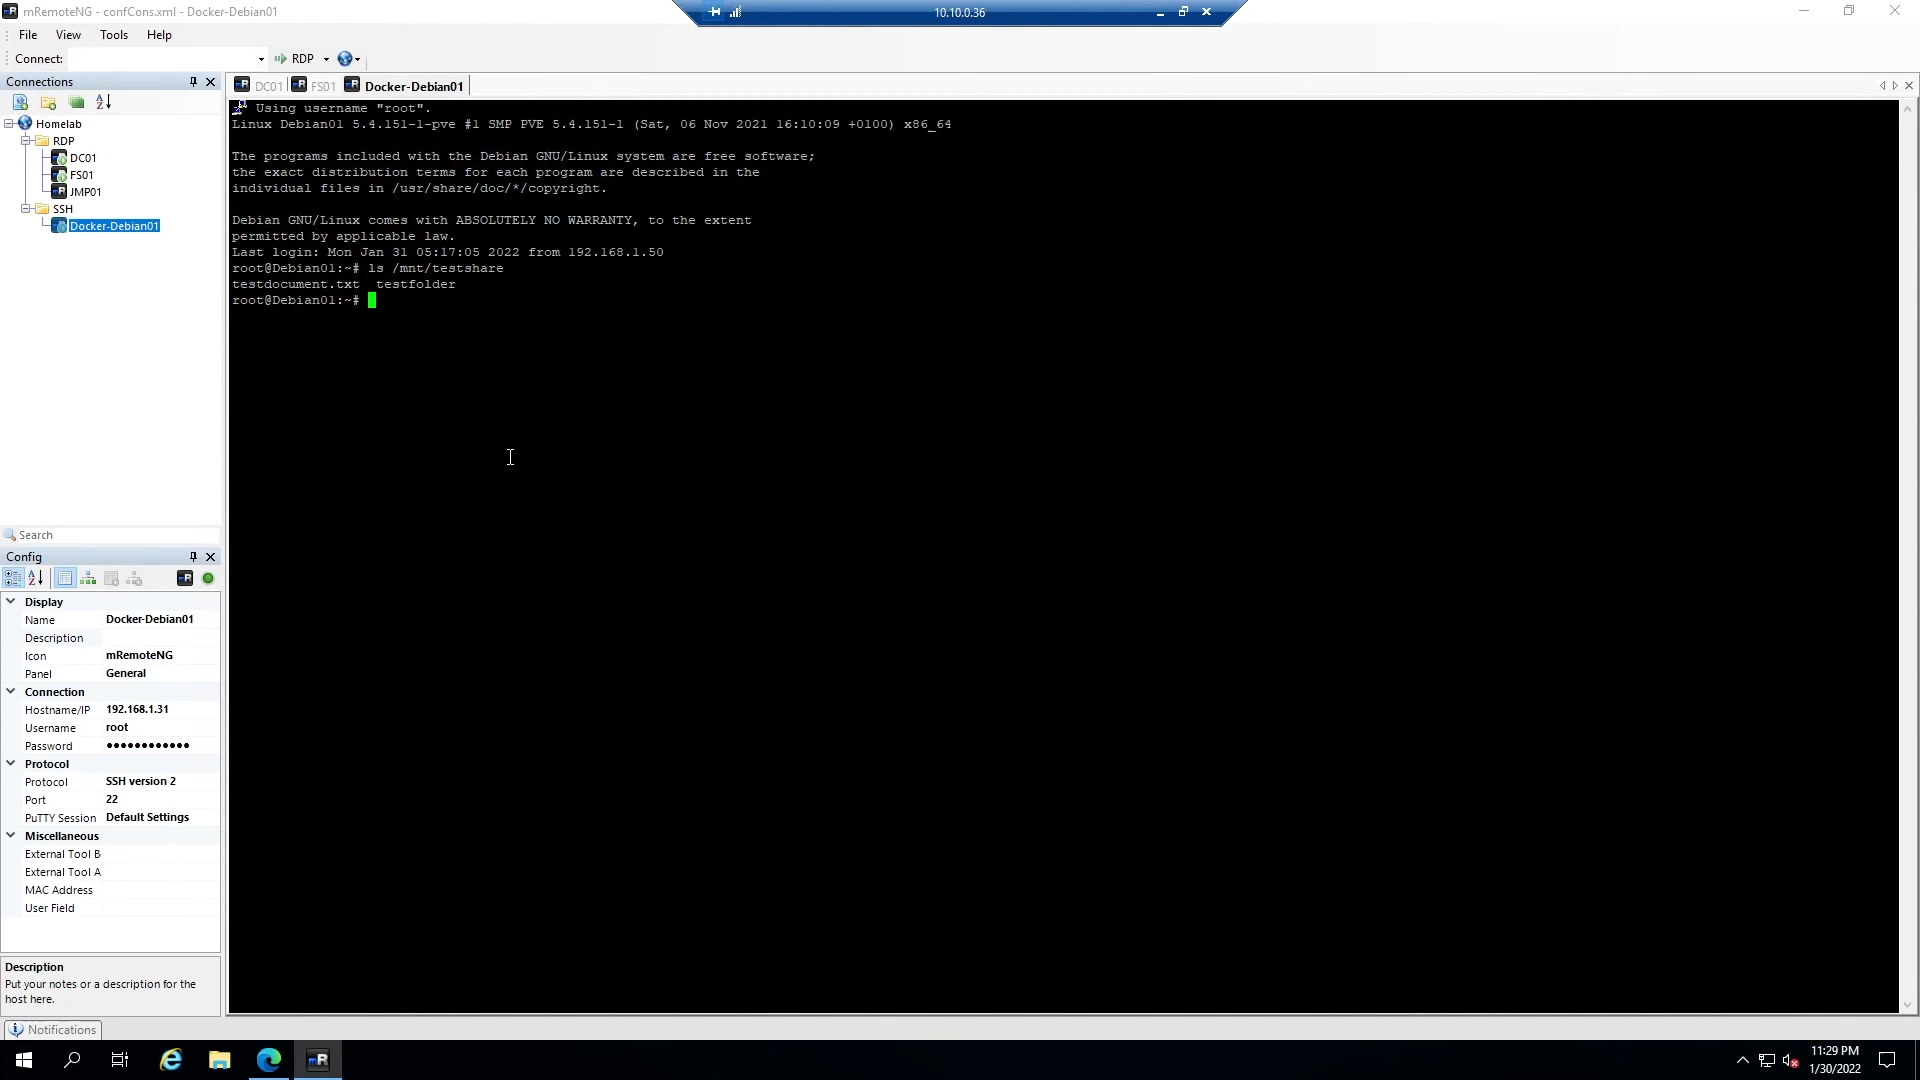 mRemoteNG - confCons.xml - Docker-Debian01
10.10.0.36
File View Tools Help
Connect: RDP
Connections
Homelab
RDP
DC01
FS01
JMP01
SSH
Docker-Debian01
Search
Config
Display
Name Docker-Debian01
Description
Icon mRemoteNG
Panel General
Connection
Hostname/IP 192.168.1.31
Username root
Password ●●●●●●●●●●●●
Protocol
Protocol SSH version 2
Port 22
PuTTY Session Default Settings
Miscellaneous
External Tool B
External Tool A
MAC Address
User Field
Description
Put your notes or a description for the
host here.
Notifications
DC01 FS01 Docker-Debian01
Using username "root".
Linux Debian01 5.4.151-1-pve #1 SMP PVE 5.4.151-1 (Sat, 06 Nov 2021 16:10:09 +0100) x86_64
The programs included with the Debian GNU/Linux system are free software;
the exact distribution terms for each program are described in the
individual files in /usr/share/doc/*/copyright.
Debian GNU/Linux comes with ABSOLUTELY NO WARRANTY, to the extent
permitted by applicable law.
Last login: Mon Jan 31 05:17:05 2022 from 192.168.1.50
root@Debian01:~# ls /mnt/testshare
testdocument.txt testfolder
root@Debian01:~#
11:29 PM
1/30/2022